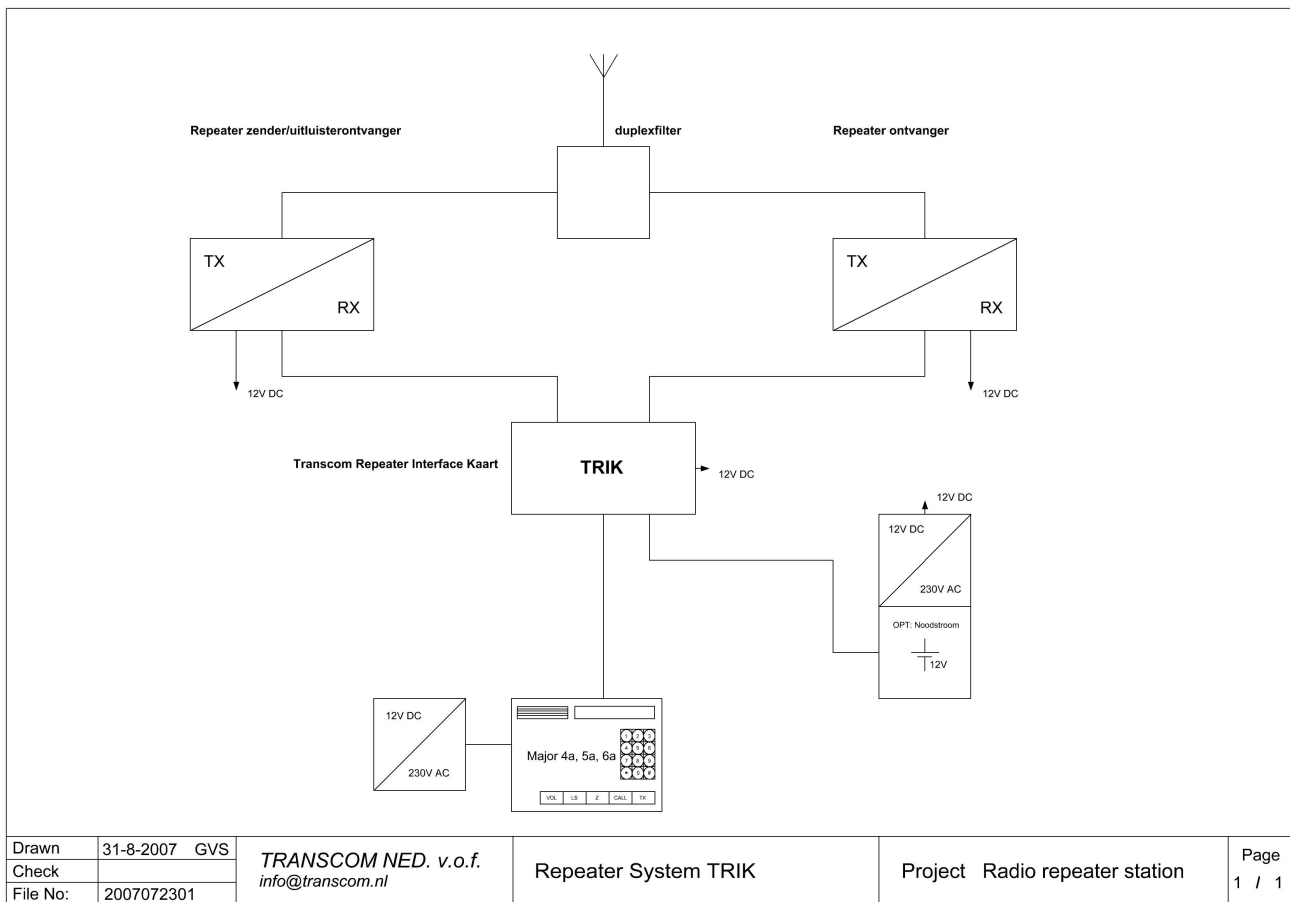 Repeater zender/uitluisterontvanger
duplexfilter
Repeater ontvanger
TX
RX
TX
RX
12V DC
12V DC
Transcom Repeater Interface Kaart
TRIK
12V DC
12V DC
12V DC
230V AC
OPT: Noodstroom
12V
12V DC
230V AC
Major 4a, 5a, 6a
1 2 3
4 5 6
7 8 9
* 0 #
VOL LS Z CALL TX
Drawn 31-8-2007 GVS
Check
File No: 2007072301
TRANSCOM NED. v.o.f.
info@transcom.nl
Repeater System TRIK
Project Radio repeater station
Page
1 / 1